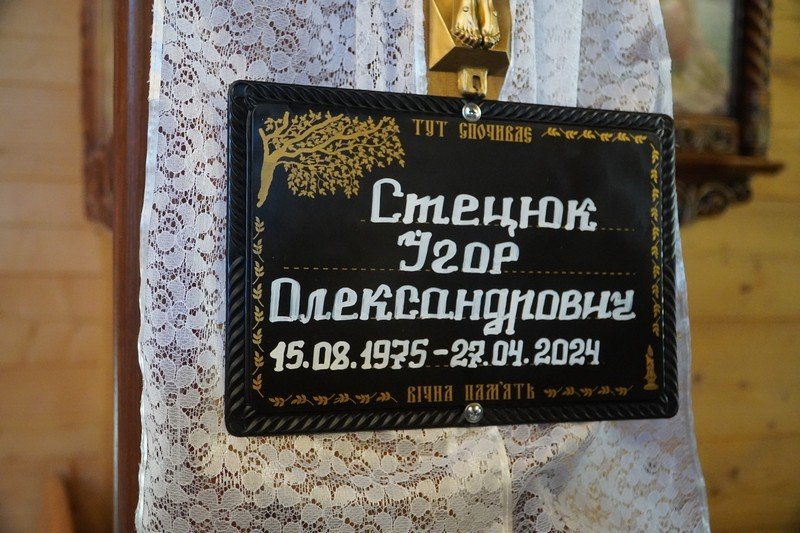 ТУТ СПОЧИВАЄ
Стецюк
Ігор
Олександрович
15.08.1975-27.04.2024
ВІЧНА ПАМ'ЯТЬ